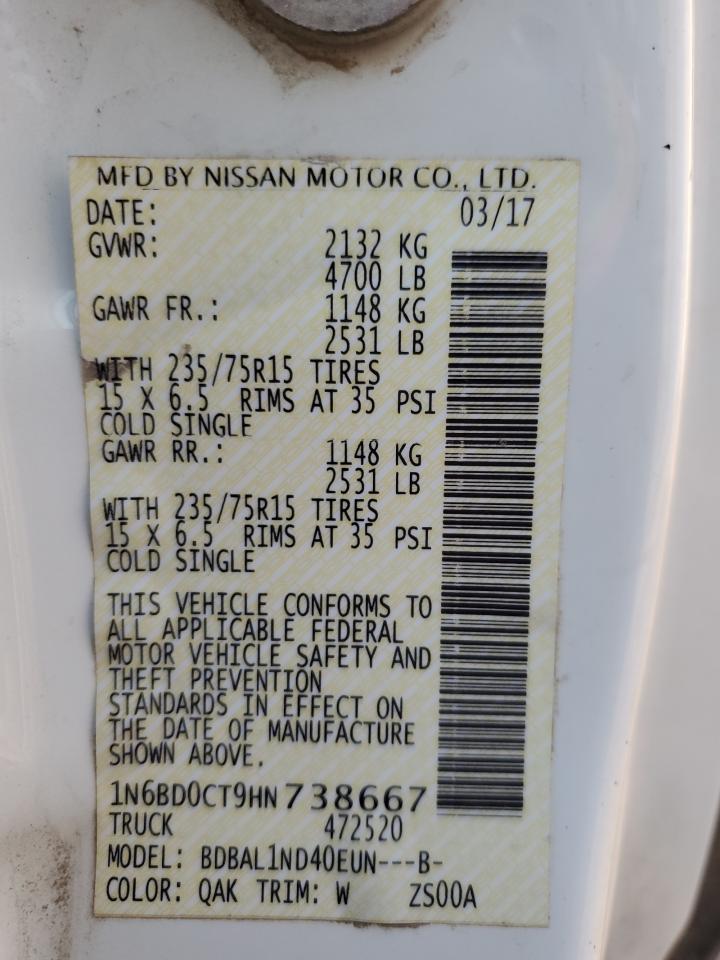 MFD BY NISSAN MOTOR CO., LTD.
DATE: 03/17
GVWR: 2132 KG
4700 LB
GAWR FR.: 1148 KG
2531 LB
WITH 235/75R15 TIRES
15 X 6.5 RIMS AT 35 PSI
COLD SINGLE
GAWR RR.: 1148 KG
2531 LB
WITH 235/75R15 TIRES
15 X 6.5 RIMS AT 35 PSI
COLD SINGLE
THIS VEHICLE CONFORMS TO
ALL APPLICABLE FEDERAL
MOTOR VEHICLE SAFETY AND
THEFT PREVENTION
STANDARDS IN EFFECT ON
THE DATE OF MANUFACTURE
SHOWN ABOVE.
1N6BD0CT9HN738667
TRUCK 472520
MODEL: BDBAL1ND40EUN---B-
COLOR: QAK TRIM: W ZS00A